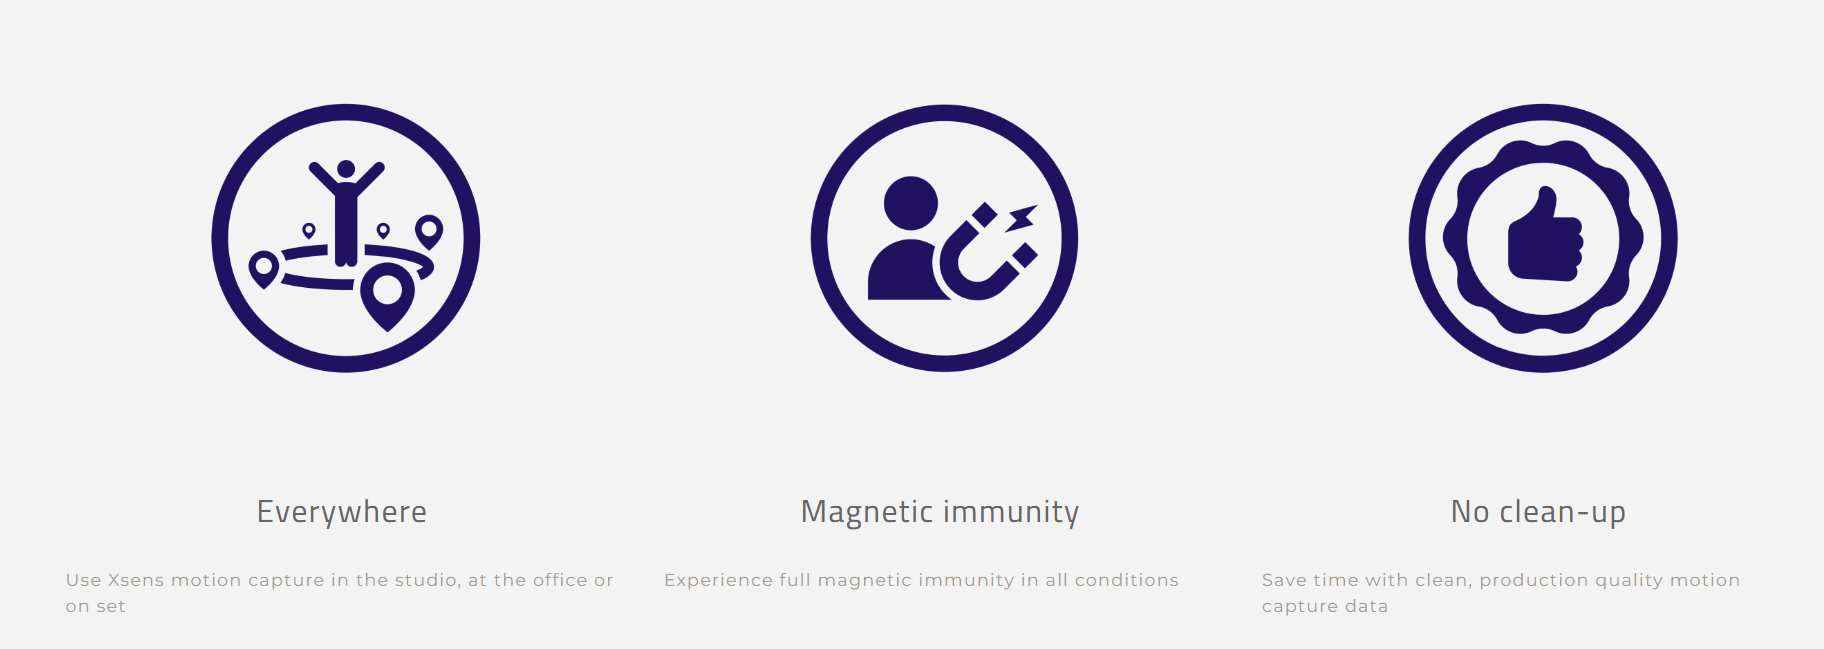 Everywhere
Use Xsens motion capture in the studio, at the office or
on set
Magnetic immunity
Experience full magnetic immunity in all conditions
No clean-up
Save time with clean, production quality motion
capture data